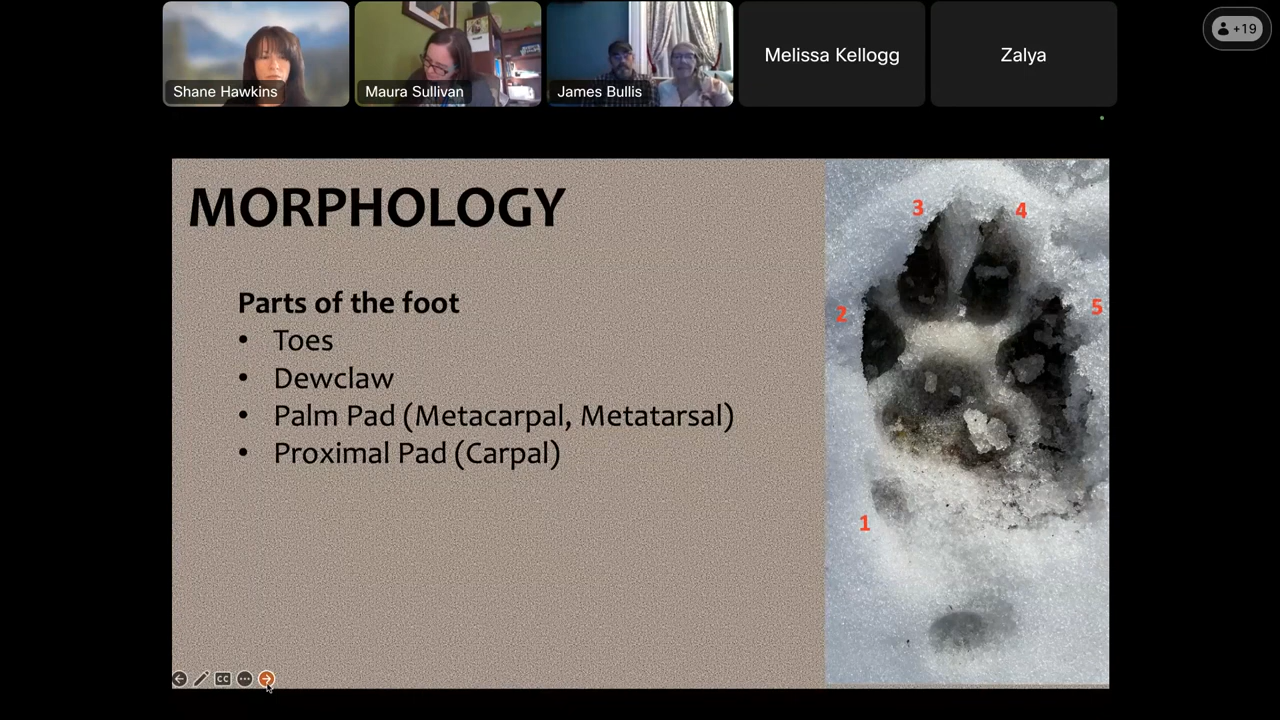 Shane Hawkins
Maura Sullivan
James Bullis
Melissa Kellogg
Zalya
+19
MORPHOLOGY
Parts of the foot
• Toes
• Dewclaw
• Palm Pad (Metacarpal, Metatarsal)
• Proximal Pad (Carpal)
3
4
2
5
1
CC